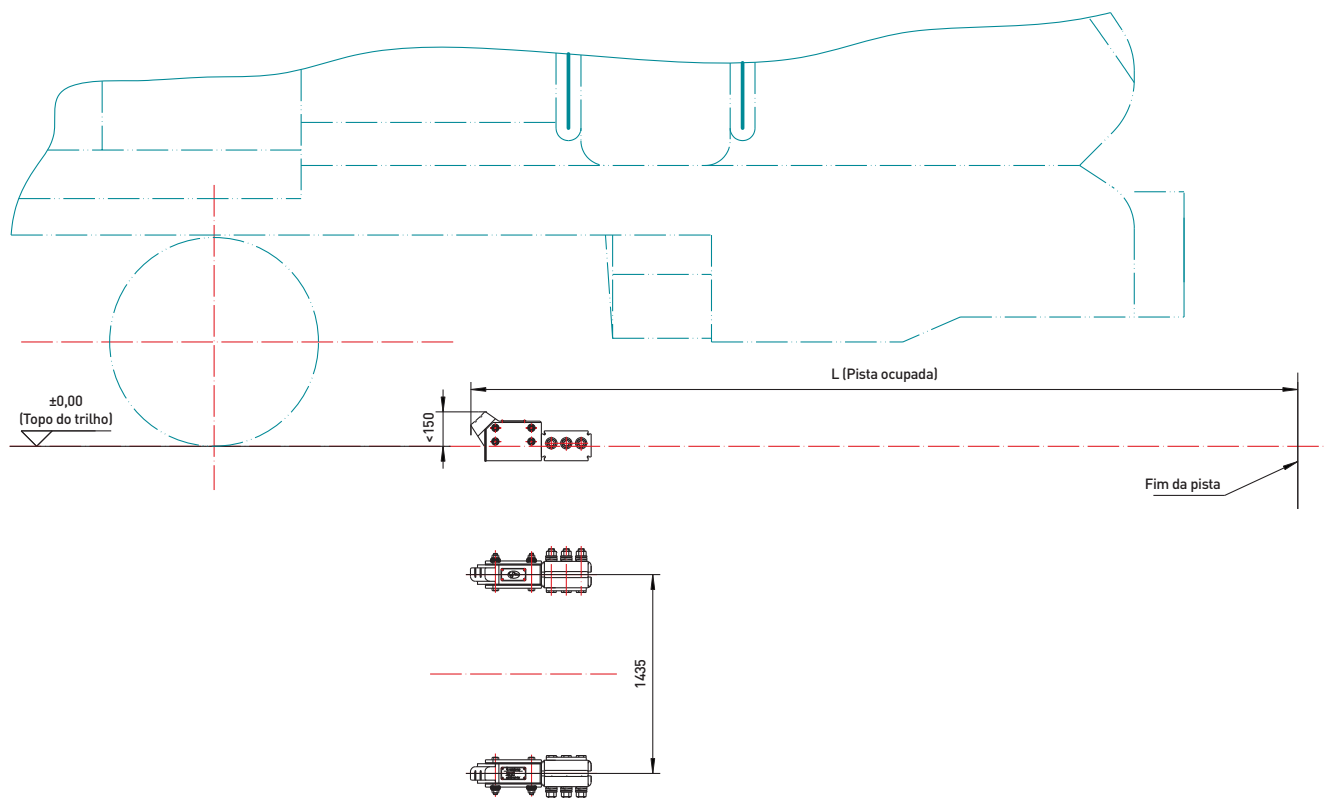 L (Pista ocupada)
±0,00
(Topo do trilho)
<150
Fim da pista
1435